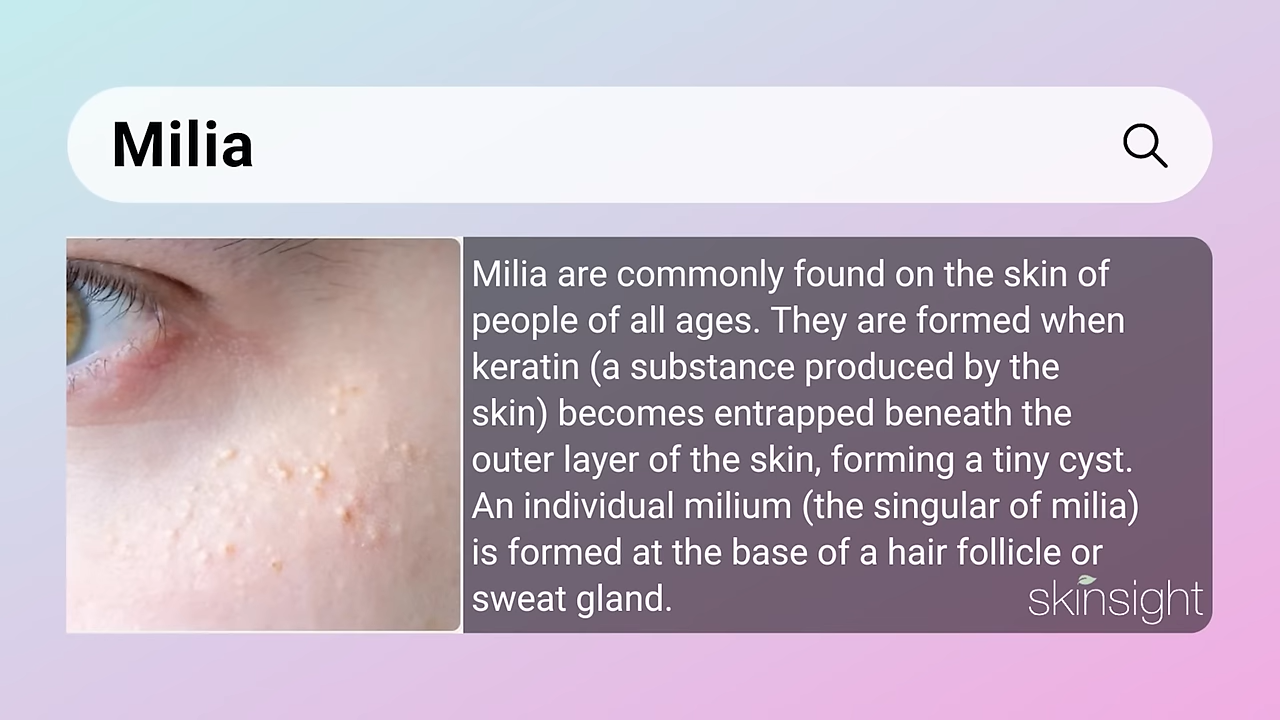 Milia
Milia are commonly found on the skin of
people of all ages. They are formed when
keratin (a substance produced by the
skin) becomes entrapped beneath the
outer layer of the skin, forming a tiny cyst.
An individual milium (the singular of milia)
is formed at the base of a hair follicle or
sweat gland.
skinsight